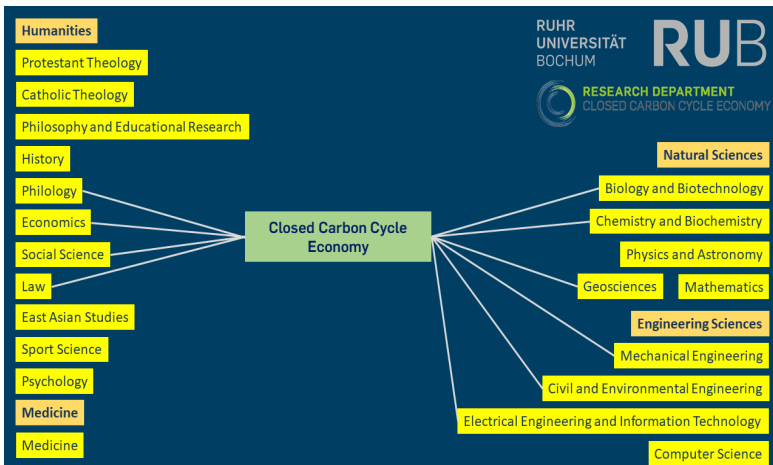 Humanities
Protestant Theology
Catholic Theology
Philosophy and Educational Research
History
Philology
Economics
Social Science
Law
East Asian Studies
Sport Science
Psychology
Medicine
Medicine
Closed Carbon Cycle
Economy
RUHR
UNIVERSITÄT
BOCHUM
RUB
RESEARCH DEPARTMENT
CLOSED CARBON CYCLE ECONOMY
Natural Sciences
Biology and Biotechnology
Chemistry and Biochemistry
Physics and Astronomy
Geosciences Mathematics
Engineering Sciences
Mechanical Engineering
Civil and Environmental Engineering
Electrical Engineering and Information Technology
Computer Science